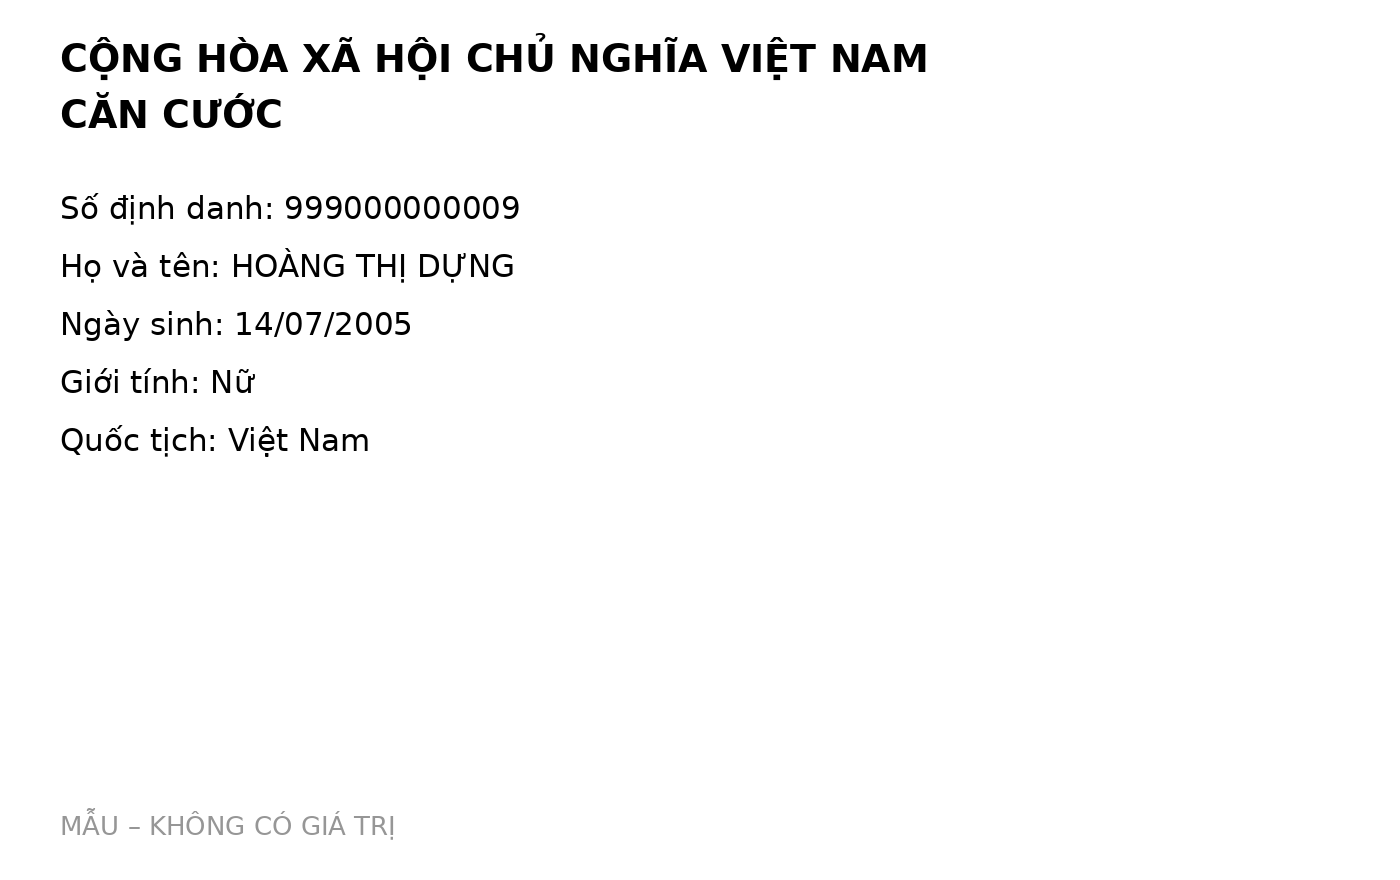 CỘNG HÒA XÃ HỘI CHỦ NGHĨA VIỆT NAM
CĂN CƯỚC
Số định danh: 999000000009
Họ và tên: HOÀNG THỊ DỰNG
Ngày sinh: 14/07/2005
Giới tính: Nữ
Quốc tịch: Việt Nam
MẪU – KHÔNG CÓ GIÁ TRỊ